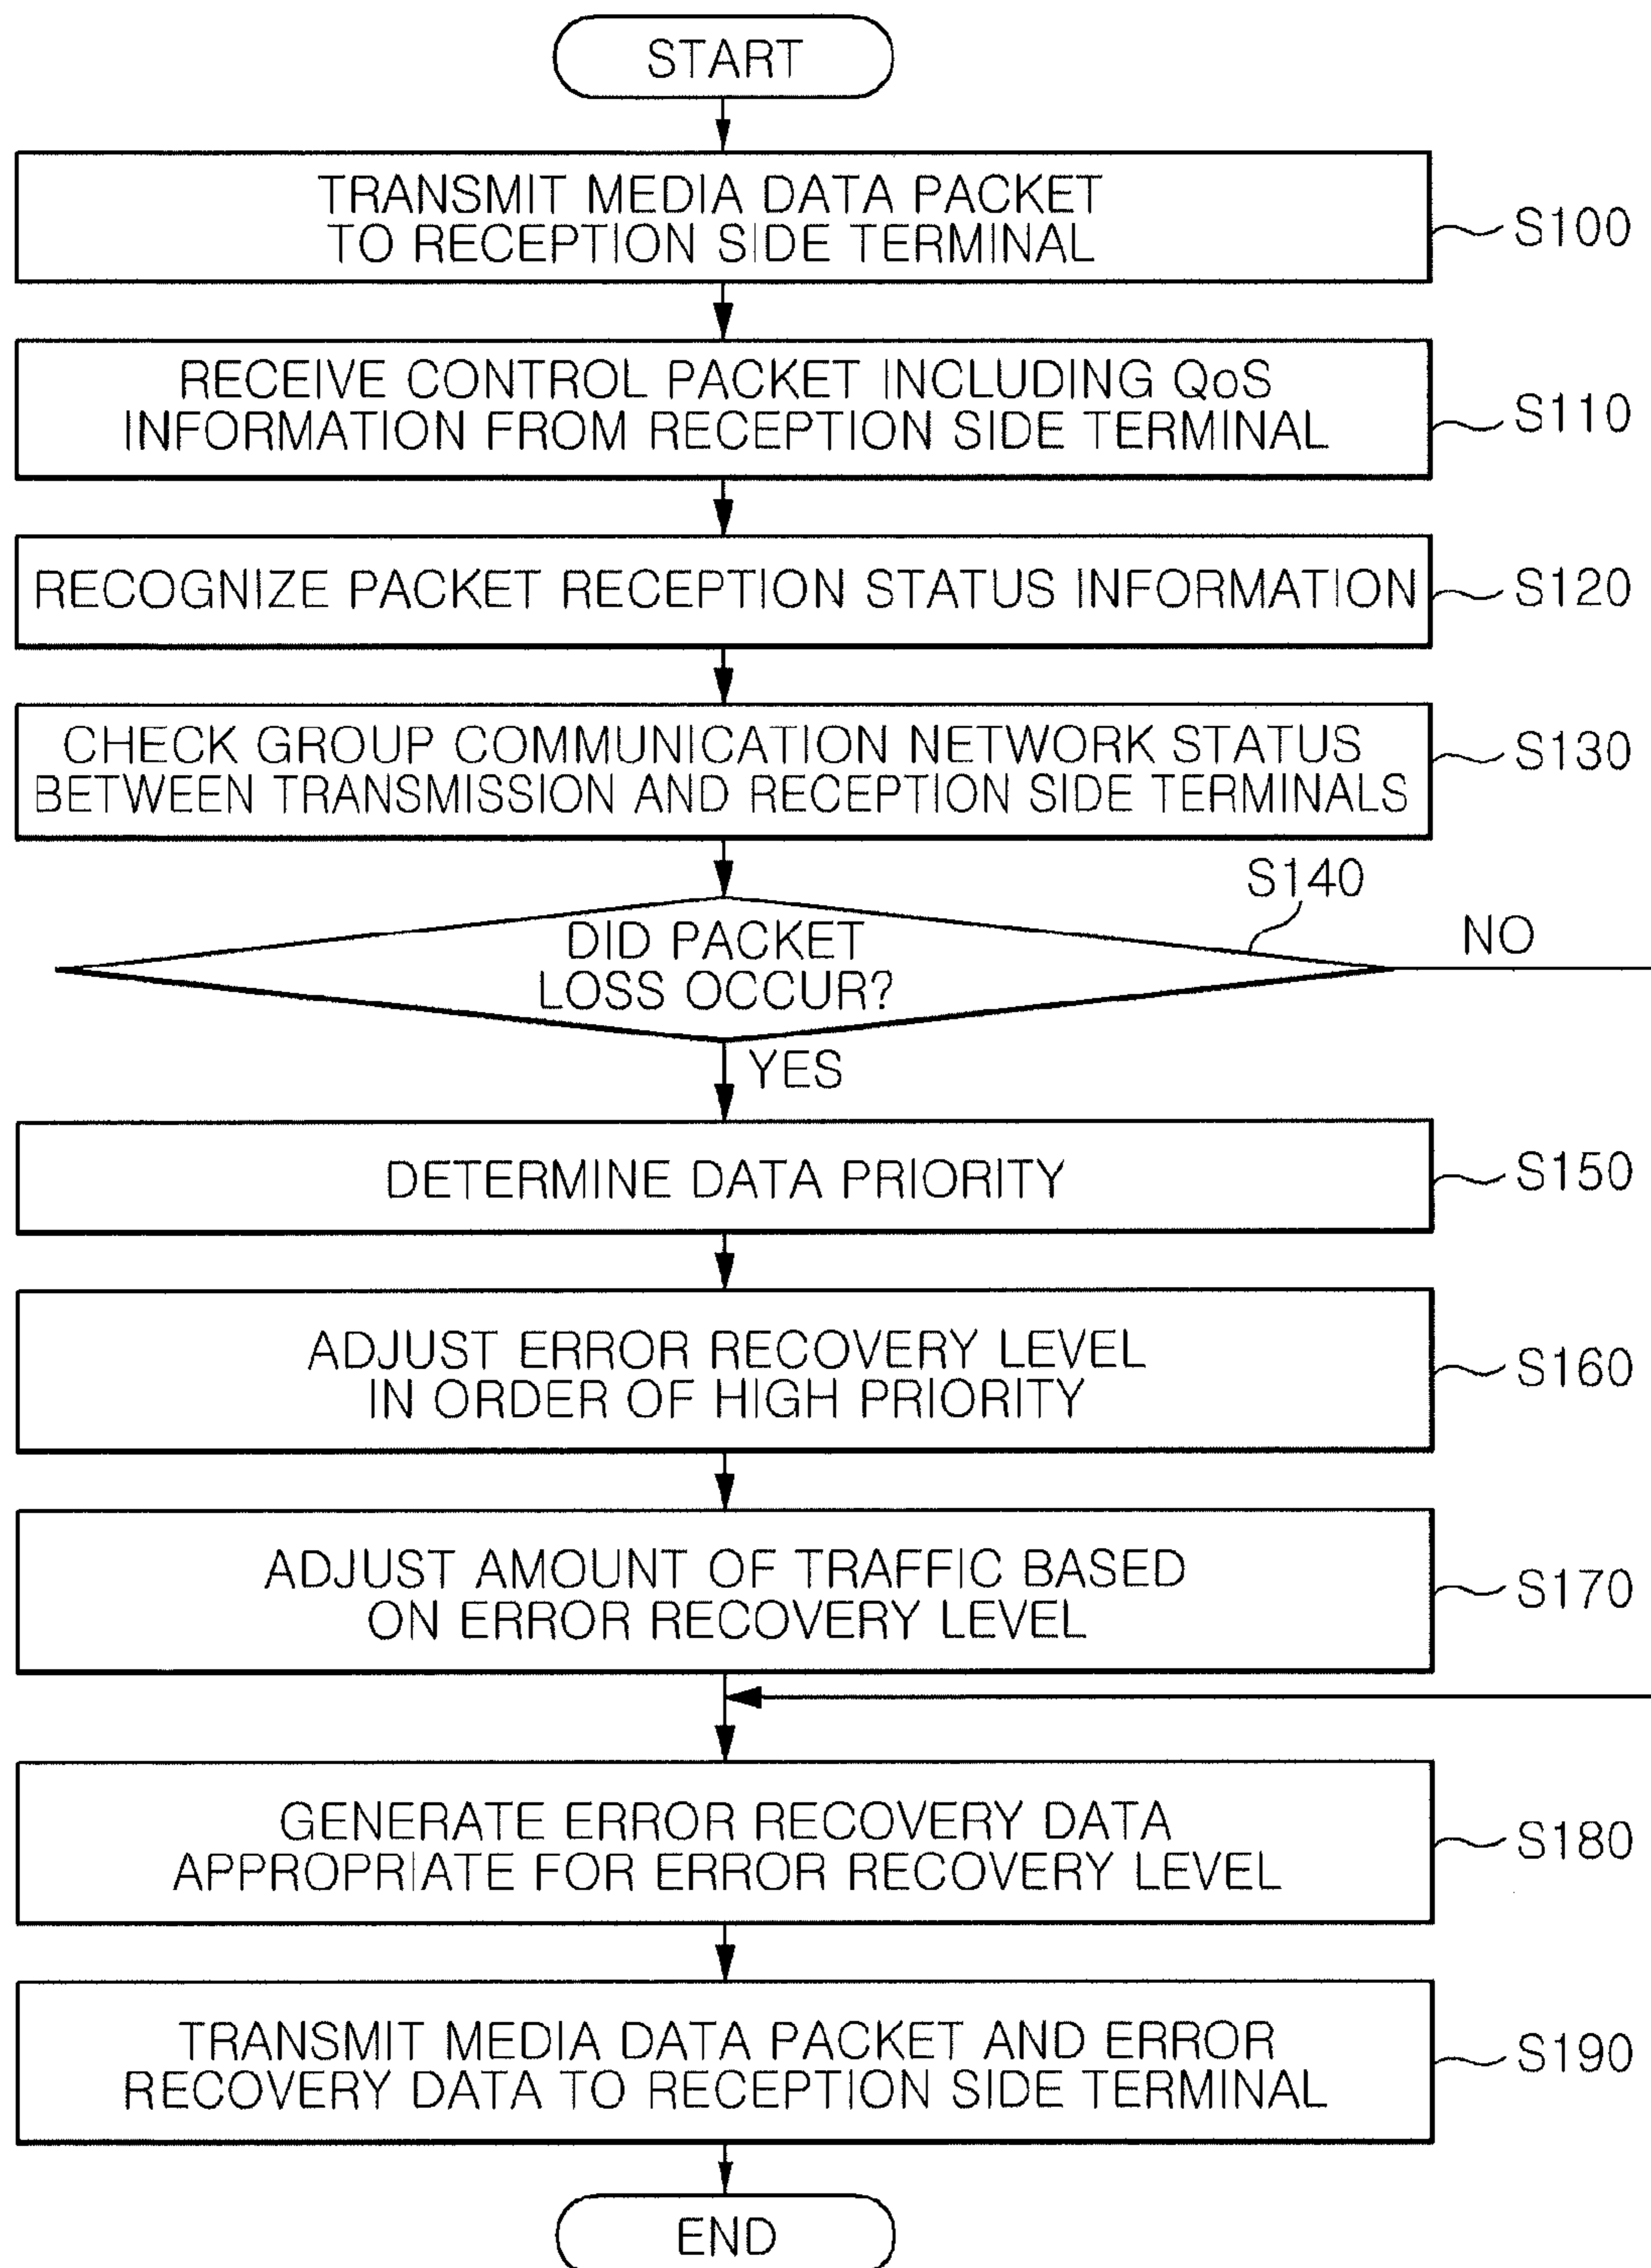 START
TRANSMIT MEDIA DATA PACKET
TO RECEPTION SIDE TERMINAL
S100
RECEIVE CONTROL PACKET INCLUDING QoS
INFORMATION FROM RECEPTION SIDE TERMINAL
S110
RECOGNIZE PACKET RECEPTION STATUS INFORMATION
S120
CHECK GROUP COMMUNICATION NETWORK STATUS
BETWEEN TRANSMISSION AND RECEPTION SIDE TERMINALS
S130
S140
DID PACKET
LOSS OCCUR?
NO
YES
DETERMINE DATA PRIORITY
S150
ADJUST ERROR RECOVERY LEVEL
IN ORDER OF HIGH PRIORITY
S160
ADJUST AMOUNT OF TRAFFIC BASED
ON ERROR RECOVERY LEVEL
S170
GENERATE ERROR RECOVERY DATA
APPROPRIATE FOR ERROR RECOVERY LEVEL
S180
TRANSMIT MEDIA DATA PACKET AND ERROR
RECOVERY DATA TO RECEPTION SIDE TERMINAL
S190
END